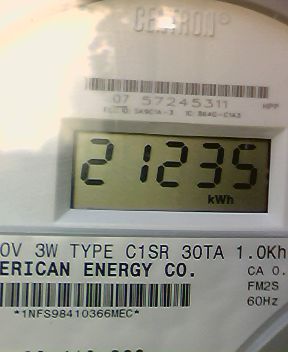 CENTRON®
07 57245311
HPP
21235
kWh
0V 3W TYPE C1SR 30TA 1.0Kh
ERICAN ENERGY CO.
CA 0.
FM2S
60Hz
*1NFS98410366MEC*